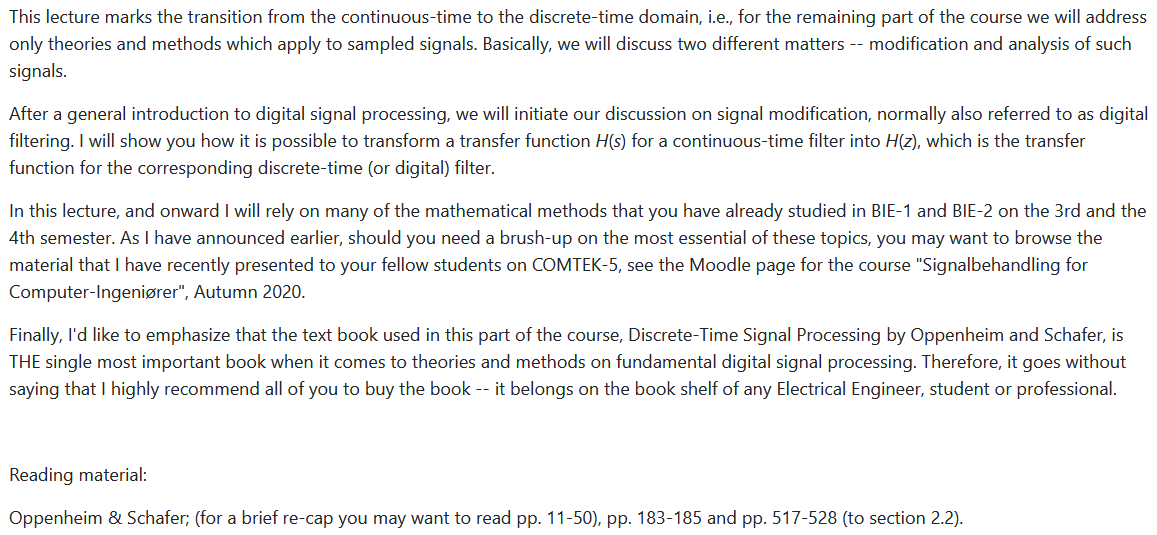 This lecture marks the transition from the continuous-time to the discrete-time domain, i.e., for the remaining part of the course we will address
only theories and methods which apply to sampled signals. Basically, we will discuss two different matters -- modification and analysis of such
signals.
After a general introduction to digital signal processing, we will initiate our discussion on signal modification, normally also referred to as digital
filtering. I will show you how it is possible to transform a transfer function H(s) for a continuous-time filter into H(z), which is the transfer
function for the corresponding discrete-time (or digital) filter.
In this lecture, and onward I will rely on many of the mathematical methods that you have already studied in BIE-1 and BIE-2 on the 3rd and the
4th semester. As I have announced earlier, should you need a brush-up on the most essential of these topics, you may want to browse the
material that I have recently presented to your fellow students on COMTEK-5, see the Moodle page for the course "Signalbehandling for
Computer-Ingeniører", Autumn 2020.
Finally, I'd like to emphasize that the text book used in this part of the course, Discrete-Time Signal Processing by Oppenheim and Schafer, is
THE single most important book when it comes to theories and methods on fundamental digital signal processing. Therefore, it goes without
saying that I highly recommend all of you to buy the book -- it belongs on the book shelf of any Electrical Engineer, student or professional.
Reading material:
Oppenheim & Schafer; (for a brief re-cap you may want to read pp. 11-50), pp. 183-185 and pp. 517-528 (to section 2.2).